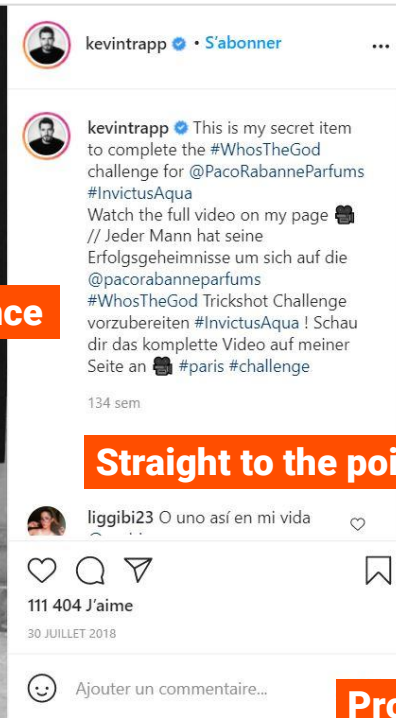 kevintrapp • S'abonner
kevintrapp This is my secret item
to complete the #WhosTheGod
challenge for @PacoRabanneParfums
#InvictusAqua
Watch the full video on my page 🎥
// Jeder Mann hat seine
Erfolgsgeheimnisse um sich auf die
@pacorabanneparfums
#WhosTheGod Trickshot Challenge
vorzubereiten #InvictusAqua ! Schau
dir das komplette Video auf meiner
Seite an 🎥 #paris #challenge
134 sem
Straight to the poi
liggibi23 O uno así en mi vida
111 404 J'aime
30 JUILLET 2018
Ajouter un commentaire...